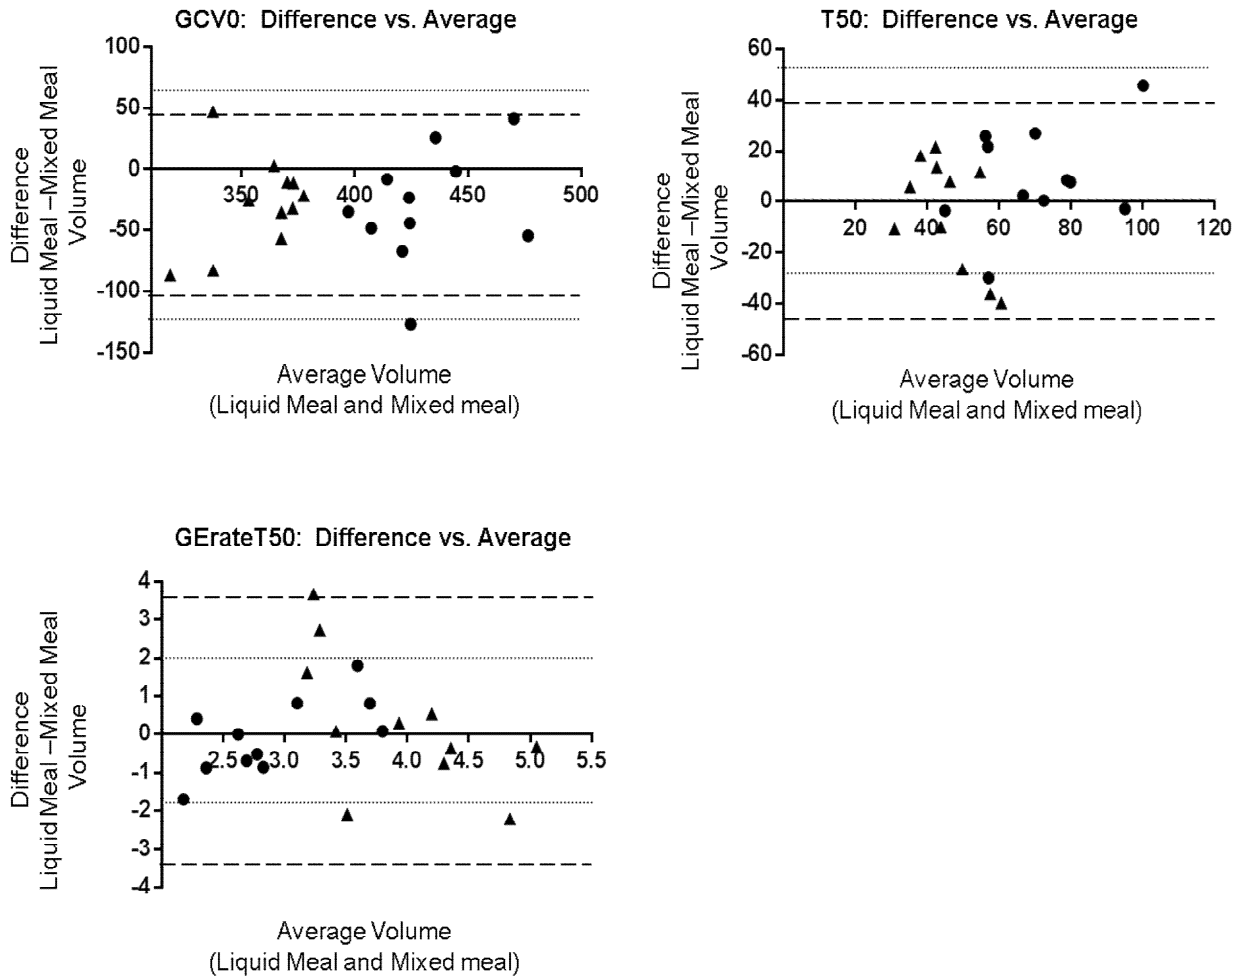 GCV0: Difference vs. Average
100
50
0
-50
-100
-150
350 400 450 500
Difference
Liquid Meal –Mixed Meal
Volume
Average Volume
(Liquid Meal and Mixed meal)
T50: Difference vs. Average
60
40
20
0
-20
-40
-60
20 40 60 80 100 120
Difference
Liquid Meal –Mixed Meal
Volume
Average Volume
(Liquid Meal and Mixed meal)
GErateT50: Difference vs. Average
4
3
2
1
0
-1
-2
-3
-4
2.5 3.0 3.5 4.0 4.5 5.0 5.5
Difference
Liquid Meal –Mixed Meal
Volume
Average Volume
(Liquid Meal and Mixed meal)